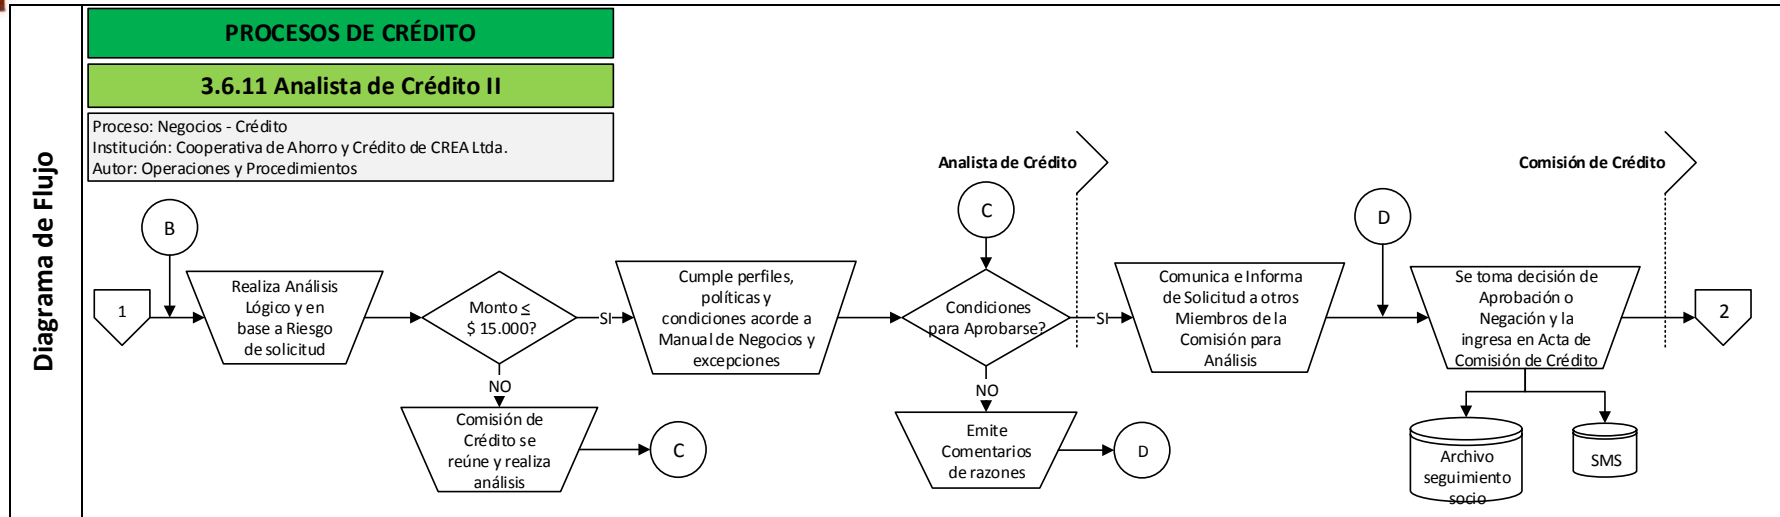 PROCESOS DE CRÉDITO
3.6.11 Analista de Crédito II
Proceso: Negocios - Crédito
Institución: Cooperativa de Ahorro y Crédito de CREA Ltda.
Autor: Operaciones y Procedimientos
Diagrama de Flujo
Analista de Crédito
Comisión de Crédito
B
1
Realiza Análisis
Lógico y en
base a Riesgo
de solicitud
Monto ≤
$ 15.000?
SI
NO
Comisión de
Crédito se
reúne y realiza
análisis
C
Cumple perfiles,
políticas y
condiciones acorde a
Manual de Negocios y
excepciones
C
Condiciones
para Aprobarse?
SI
NO
Emite
Comentarios
de razones
D
Comunica e Informa
de Solicitud a otros
Miembros de la
Comisión para
Análisis
D
Se toma decisión de
Aprobación o
Negación y la
ingresa en Acta de
Comisión de Crédito
2
Archivo
seguimiento
socio
SMS